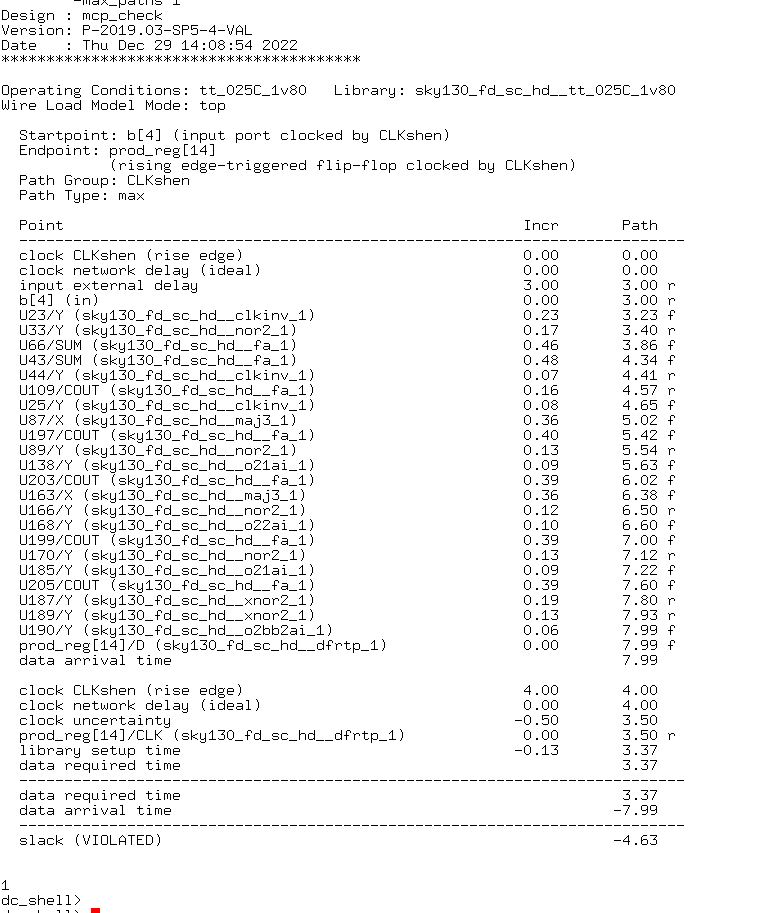 -max_paths 1
Design : mcp_check
Version: P-2019.03-SP5-4-VAL
Date   : Thu Dec 29 14:08:54 2022
****************************************

Operating Conditions: tt_025C_1v80   Library: sky130_fd_sc_hd__tt_025C_1v80
Wire Load Model Mode: top

  Startpoint: b[4] (input port clocked by CLKshen)
  Endpoint: prod_reg[14]
            (rising edge-triggered flip-flop clocked by CLKshen)
  Path Group: CLKshen
  Path Type: max

  Point                                                   Incr       Path
  --------------------------------------------------------------------------
  clock CLKshen (rise edge)                               0.00       0.00
  clock network delay (ideal)                             0.00       0.00
  input external delay                                    3.00       3.00 r
  b[4] (in)                                               0.00       3.00 r
  U23/Y (sky130_fd_sc_hd__clkinv_1)                       0.23       3.23 f
  U33/Y (sky130_fd_sc_hd__nor2_1)                         0.17       3.40 r
  U66/SUM (sky130_fd_sc_hd__fa_1)                         0.46       3.86 f
  U43/SUM (sky130_fd_sc_hd__fa_1)                         0.48       4.34 f
  U44/Y (sky130_fd_sc_hd__clkinv_1)                       0.07       4.41 r
  U109/COUT (sky130_fd_sc_hd__fa_1)                       0.16       4.57 r
  U25/Y (sky130_fd_sc_hd__clkinv_1)                       0.08       4.65 f
  U87/X (sky130_fd_sc_hd__maj3_1)                         0.36       5.02 f
  U197/COUT (sky130_fd_sc_hd__fa_1)                       0.40       5.42 f
  U89/Y (sky130_fd_sc_hd__nor2_1)                         0.13       5.54 r
  U138/Y (sky130_fd_sc_hd__o21ai_1)                       0.09       5.63 f
  U203/COUT (sky130_fd_sc_hd__fa_1)                       0.39       6.02 f
  U163/X (sky130_fd_sc_hd__maj3_1)                        0.36       6.38 f
  U166/Y (sky130_fd_sc_hd__nor2_1)                        0.12       6.50 r
  U168/Y (sky130_fd_sc_hd__o22ai_1)                       0.10       6.60 f
  U199/COUT (sky130_fd_sc_hd__fa_1)                       0.39       7.00 f
  U170/Y (sky130_fd_sc_hd__nor2_1)                        0.13       7.12 r
  U185/Y (sky130_fd_sc_hd__o21ai_1)                       0.09       7.22 f
  U205/COUT (sky130_fd_sc_hd__fa_1)                       0.39       7.60 f
  U187/Y (sky130_fd_sc_hd__xnor2_1)                       0.19       7.80 r
  U189/Y (sky130_fd_sc_hd__xnor2_1)                       0.13       7.93 r
  U190/Y (sky130_fd_sc_hd__o2bb2ai_1)                     0.06       7.99 f
  prod_reg[14]/D (sky130_fd_sc_hd__dfrtp_1)               0.00       7.99 f
  data arrival time                                                  7.99

  clock CLKshen (rise edge)                               4.00       4.00
  clock network delay (ideal)                             0.00       4.00
  clock uncertainty                                      -0.50       3.50
  prod_reg[14]/CLK (sky130_fd_sc_hd__dfrtp_1)             0.00       3.50 r
  library setup time                                     -0.13       3.37
  data required time                                                 3.37
  --------------------------------------------------------------------------
  data required time                                                 3.37
  data arrival time                                                 -7.99
  --------------------------------------------------------------------------
  slack (VIOLATED)                                                  -4.63

1
dc_shell>